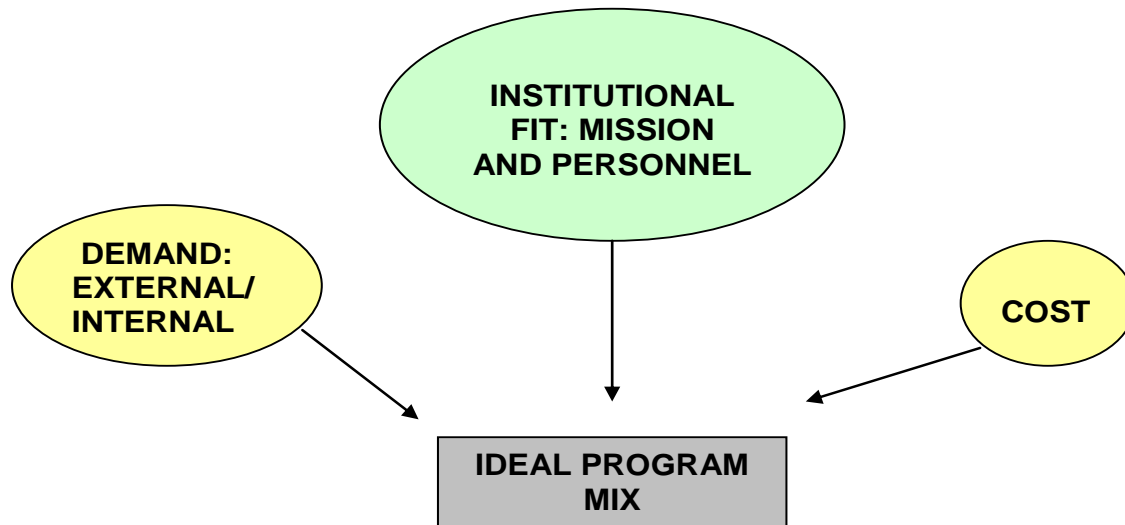 INSTITUTIONAL
FIT: MISSION
AND PERSONNEL
DEMAND:
EXTERNAL/
INTERNAL
COST
IDEAL PROGRAM
MIX